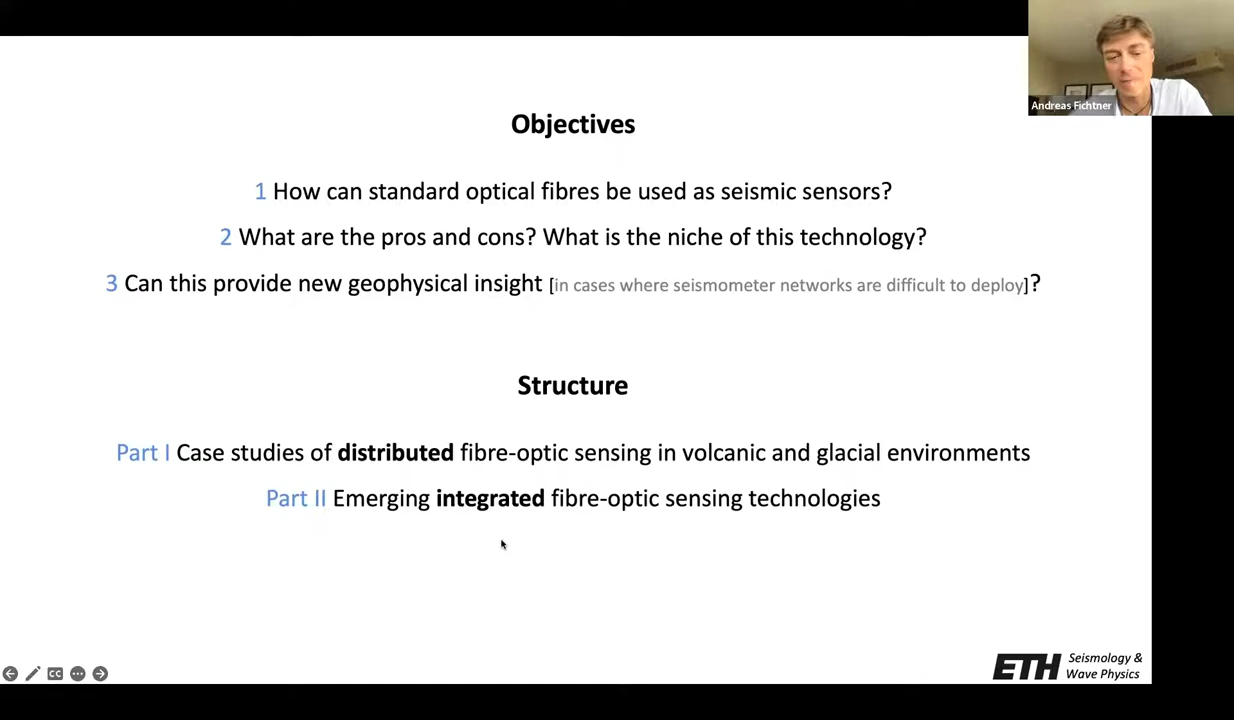 Andreas Fichtner
Objectives
1 How can standard optical fibres be used as seismic sensors?
2 What are the pros and cons? What is the niche of this technology?
3 Can this provide new geophysical insight [in cases where seismometer networks are difficult to deploy]?
Structure
Part I Case studies of distributed fibre-optic sensing in volcanic and glacial environments
Part II Emerging integrated fibre-optic sensing technologies
CC
ETH
Seismology &
Wave Physics